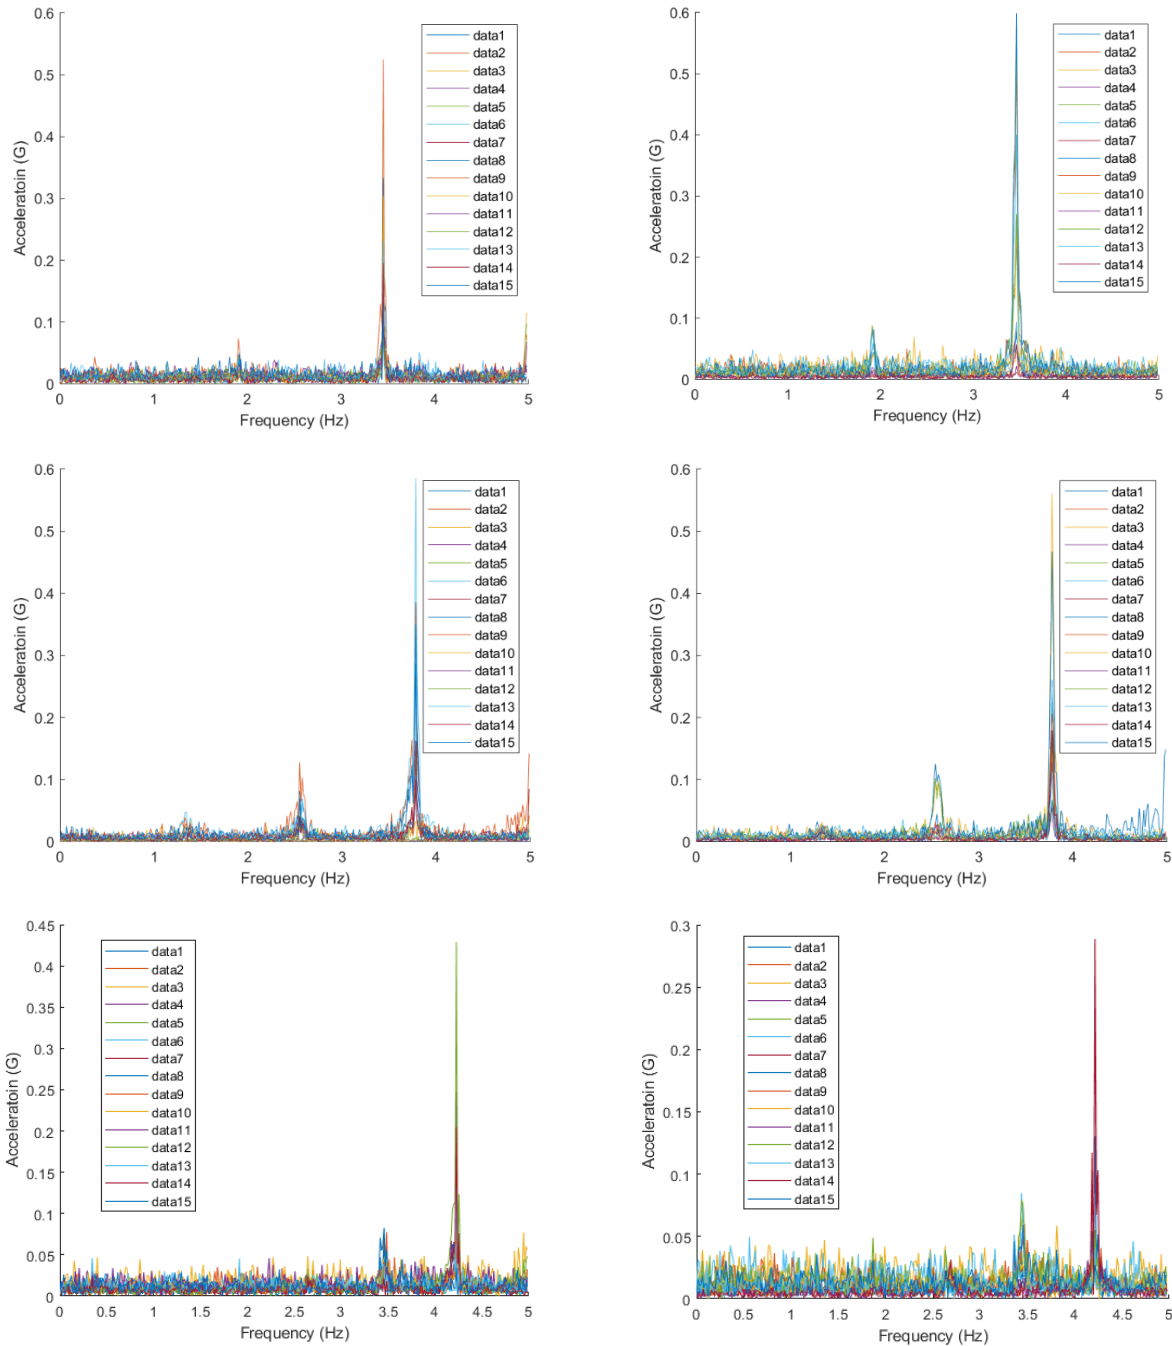 0.6
0.5
0.4
0.3
0.2
0.1
0
Acceleratoin (G)
0
1
2
3
4
5
Frequency (Hz)
data1
data2
data3
data4
data5
data6
data7
data8
data9
data10
data11
data12
data13
data14
data15
0.6
0.5
0.4
0.3
0.2
0.1
0
Acceleratoin (G)
0
1
2
3
4
5
Frequency (Hz)
data1
data2
data3
data4
data5
data6
data7
data8
data9
data10
data11
data12
data13
data14
data15
0.6
0.5
0.4
0.3
0.2
0.1
0
Acceleratoin (G)
0
1
2
3
4
5
Frequency (Hz)
data1
data2
data3
data4
data5
data6
data7
data8
data9
data10
data11
data12
data13
data14
data15
0.6
0.5
0.4
0.3
0.2
0.1
0
Acceleratoin (G)
0
1
2
3
4
5
Frequency (Hz)
data1
data2
data3
data4
data5
data6
data7
data8
data9
data10
data11
data12
data13
data14
data15
0.45
0.4
0.35
0.3
0.25
0.2
0.15
0.1
0.05
0
Acceleratoin (G)
0
0.5
1
1.5
2
2.5
3
3.5
4
4.5
5
Frequency (Hz)
data1
data2
data3
data4
data5
data6
data7
data8
data9
data10
data11
data12
data13
data14
data15
0.3
0.25
0.2
0.15
0.1
0.05
0
Acceleratoin (G)
0
0.5
1
1.5
2
2.5
3
3.5
4
4.5
5
Frequency (Hz)
data1
data2
data3
data4
data5
data6
data7
data8
data9
data10
data11
data12
data13
data14
data15